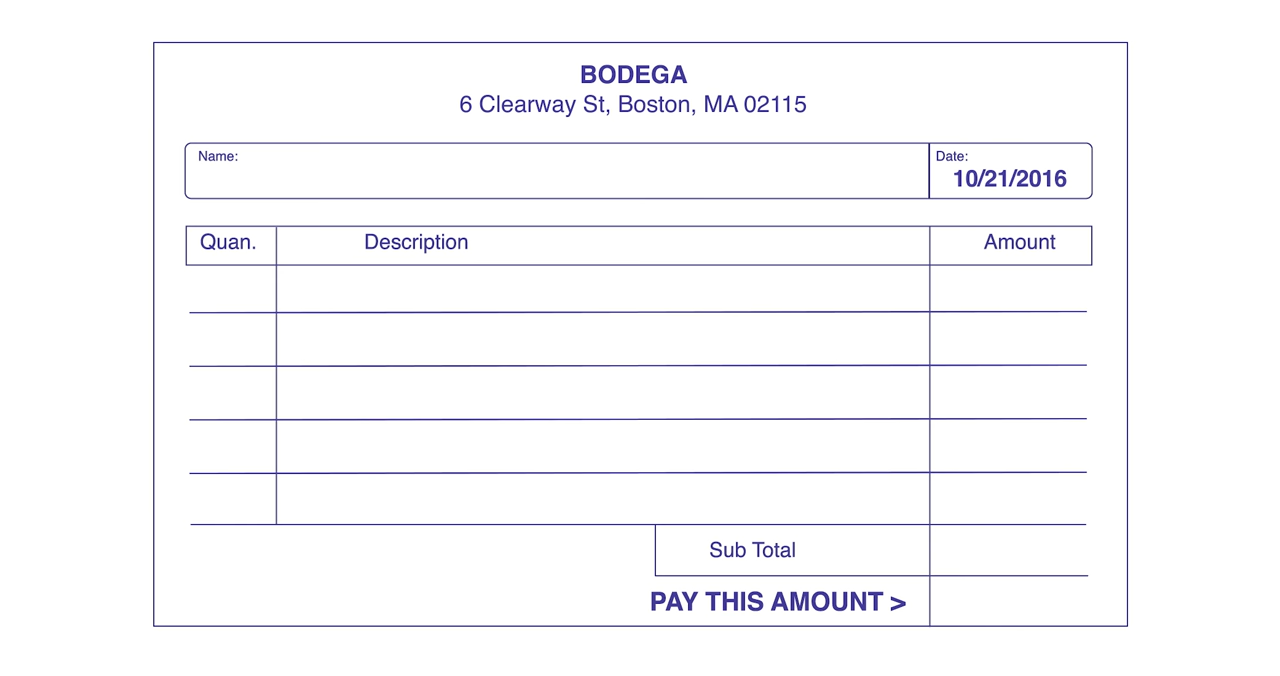 BODEGA
6 Clearway St, Boston, MA 02115
Name:
Date:
10/21/2016
Quan. Description Amount
Sub Total
PAY THIS AMOUNT >